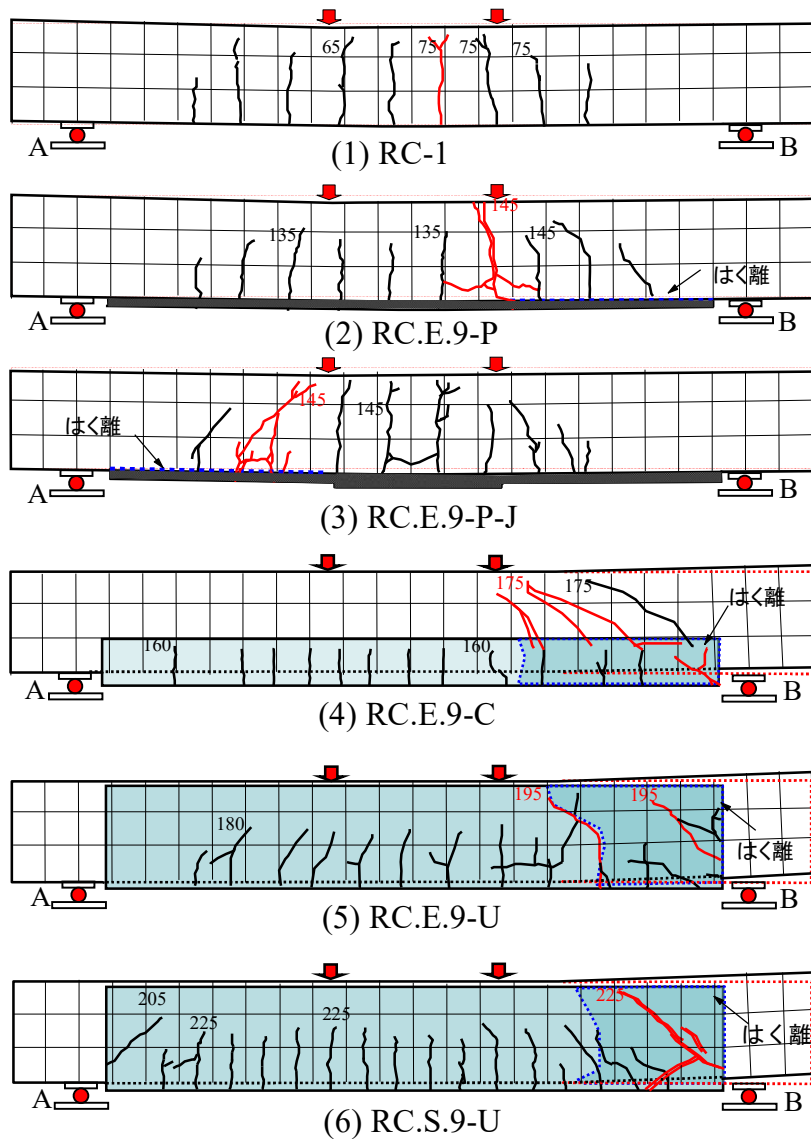 65 75 75 75
A B
(1) RC-1
145
135 135 145
はく離
A B
(2) RC.E.9-P
145 145
はく離
A B
(3) RC.E.9-P-J
175 175
はく離
160 160
A B
(4) RC.E.9-C
195 195
180
はく離
A B
(5) RC.E.9-U
205 225
225 225
はく離
A B
(6) RC.S.9-U